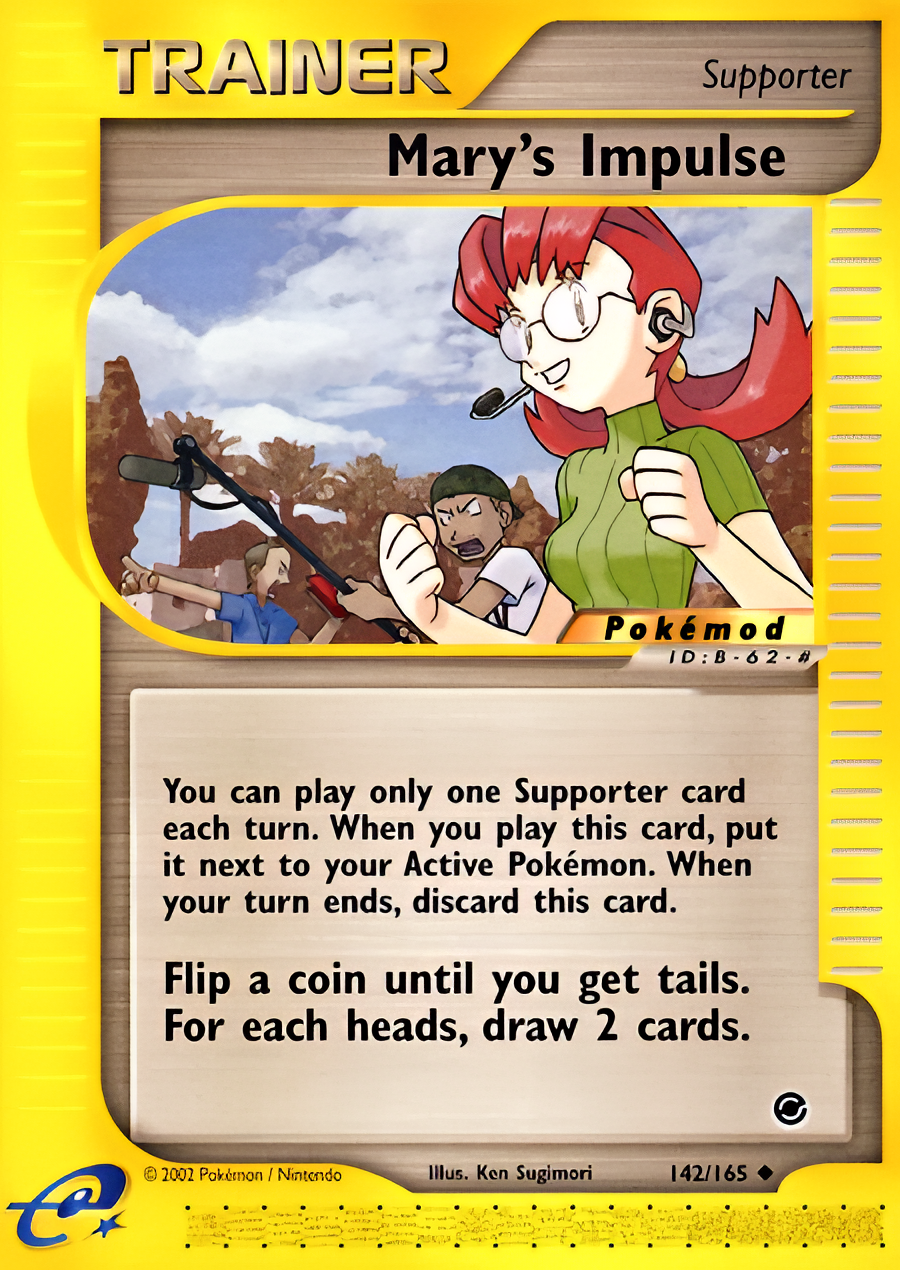 TRAINER
Supporter
Mary's Impulse
Pokémod
ID:B-62-#
You can play only one Supporter card
each turn. When you play this card, put
it next to your Active Pokémon. When
your turn ends, discard this card.
Flip a coin until you get tails.
For each heads, draw 2 cards.
© 2002 Pokémon / Nintendo
Illus. Ken Sugimori
142/165 ◆
e